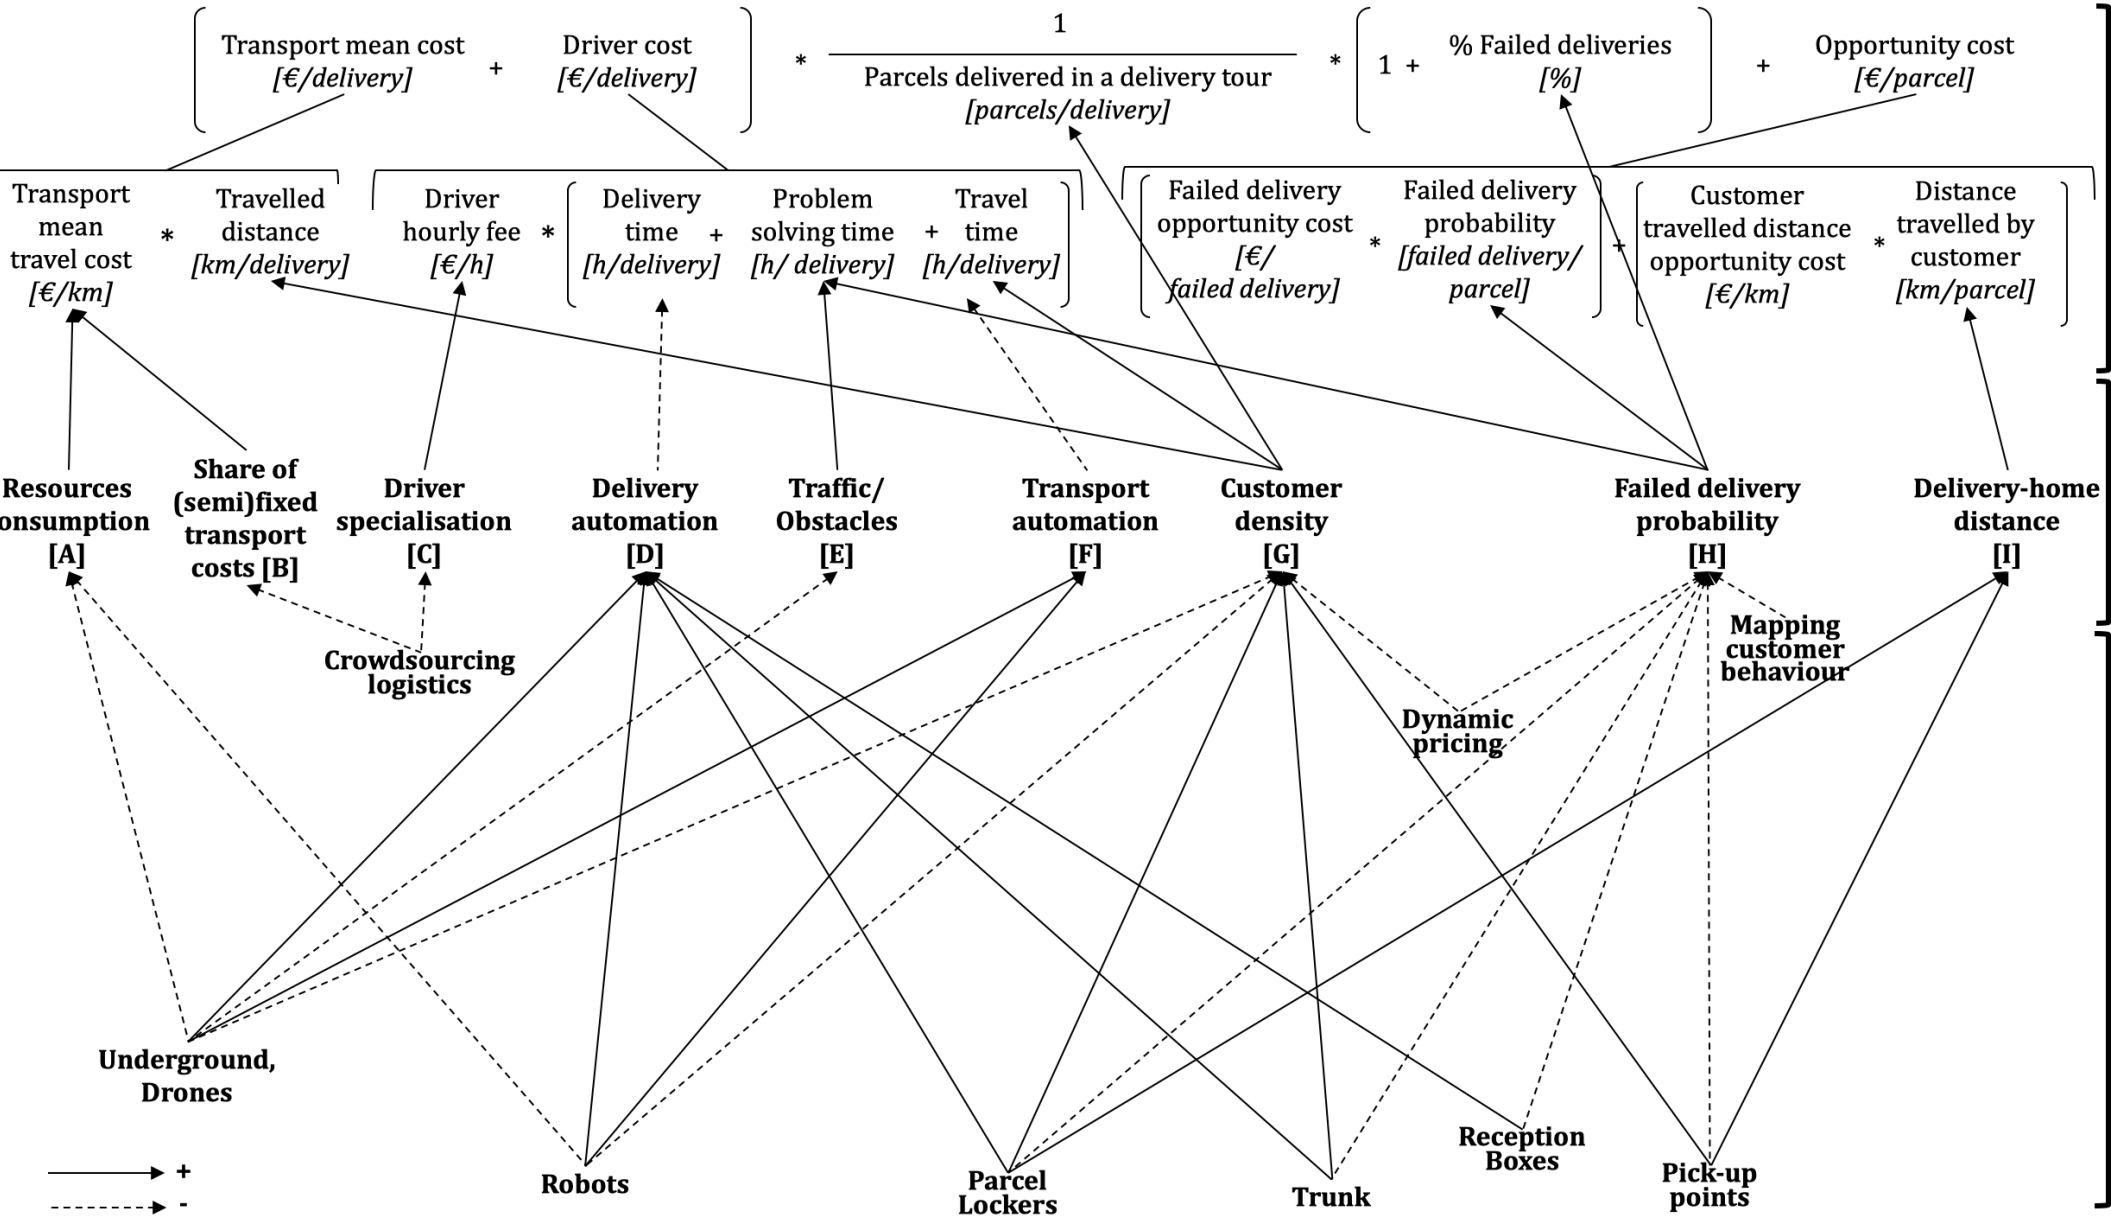 1
Transport mean cost
[€/delivery]
+
Driver cost
[€/delivery]
*
Parcels delivered in a delivery tour
[parcels/delivery]
*
1 +
% Failed deliveries
[%]
+
Opportunity cost
[€/parcel]
Transport
mean
travel cost
[€/km]
*
Travelled
distance
[km/delivery]
Driver
hourly fee
[€/h]
*
Delivery
time
[h/delivery]
+
Problem
solving time
[h/ delivery]
+
Travel
time
[h/delivery]
Failed delivery
opportunity cost
[€/
failed delivery]
*
Failed delivery
probability
[failed delivery/
parcel]
+
Customer
travelled distance
opportunity cost
[€/km]
*
Distance
travelled by
customer
[km/parcel]
Resources
onsumption
[A]
Share of
(semi)fixed
transport
costs [B]
Driver
specialisation
[C]
Delivery
automation
[D]
Traffic/
Obstacles
[E]
Transport
automation
[F]
Customer
density
[G]
Failed delivery
probability
[H]
Delivery-home
distance
[I]
Crowdsourcing
logistics
Mapping
customer
behaviour
Dynamic
pricing
Underground,
Drones
Robots
Parcel
Lockers
Trunk
Reception
Boxes
Pick-up
points
+
-